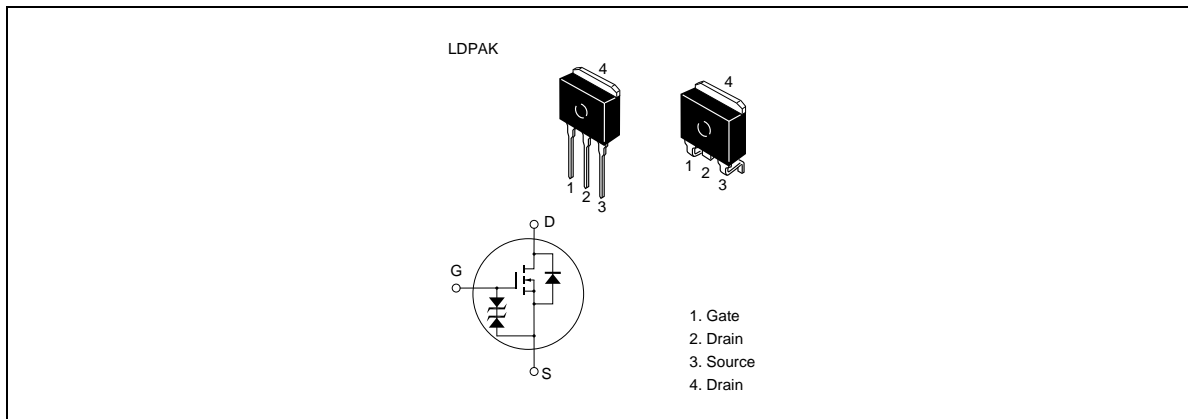 LDPAK
4
4
1
2
3
1
2
3
D
G
S
1. Gate
2. Drain
3. Source
4. Drain